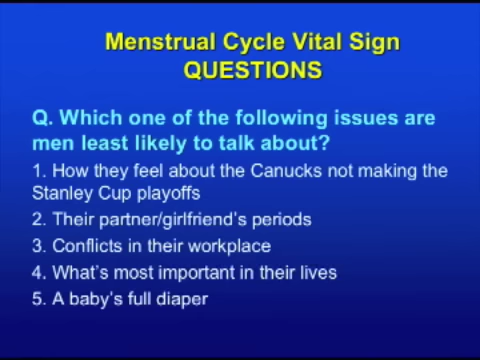 Menstrual Cycle Vital Sign
QUESTIONS
Q. Which one of the following issues are
men least likely to talk about?
1. How they feel about the Canucks not making the
Stanley Cup playoffs
2. Their partner/girlfriend's periods
3. Conflicts in their workplace
4. What's most important in their lives
5. A baby's full diaper